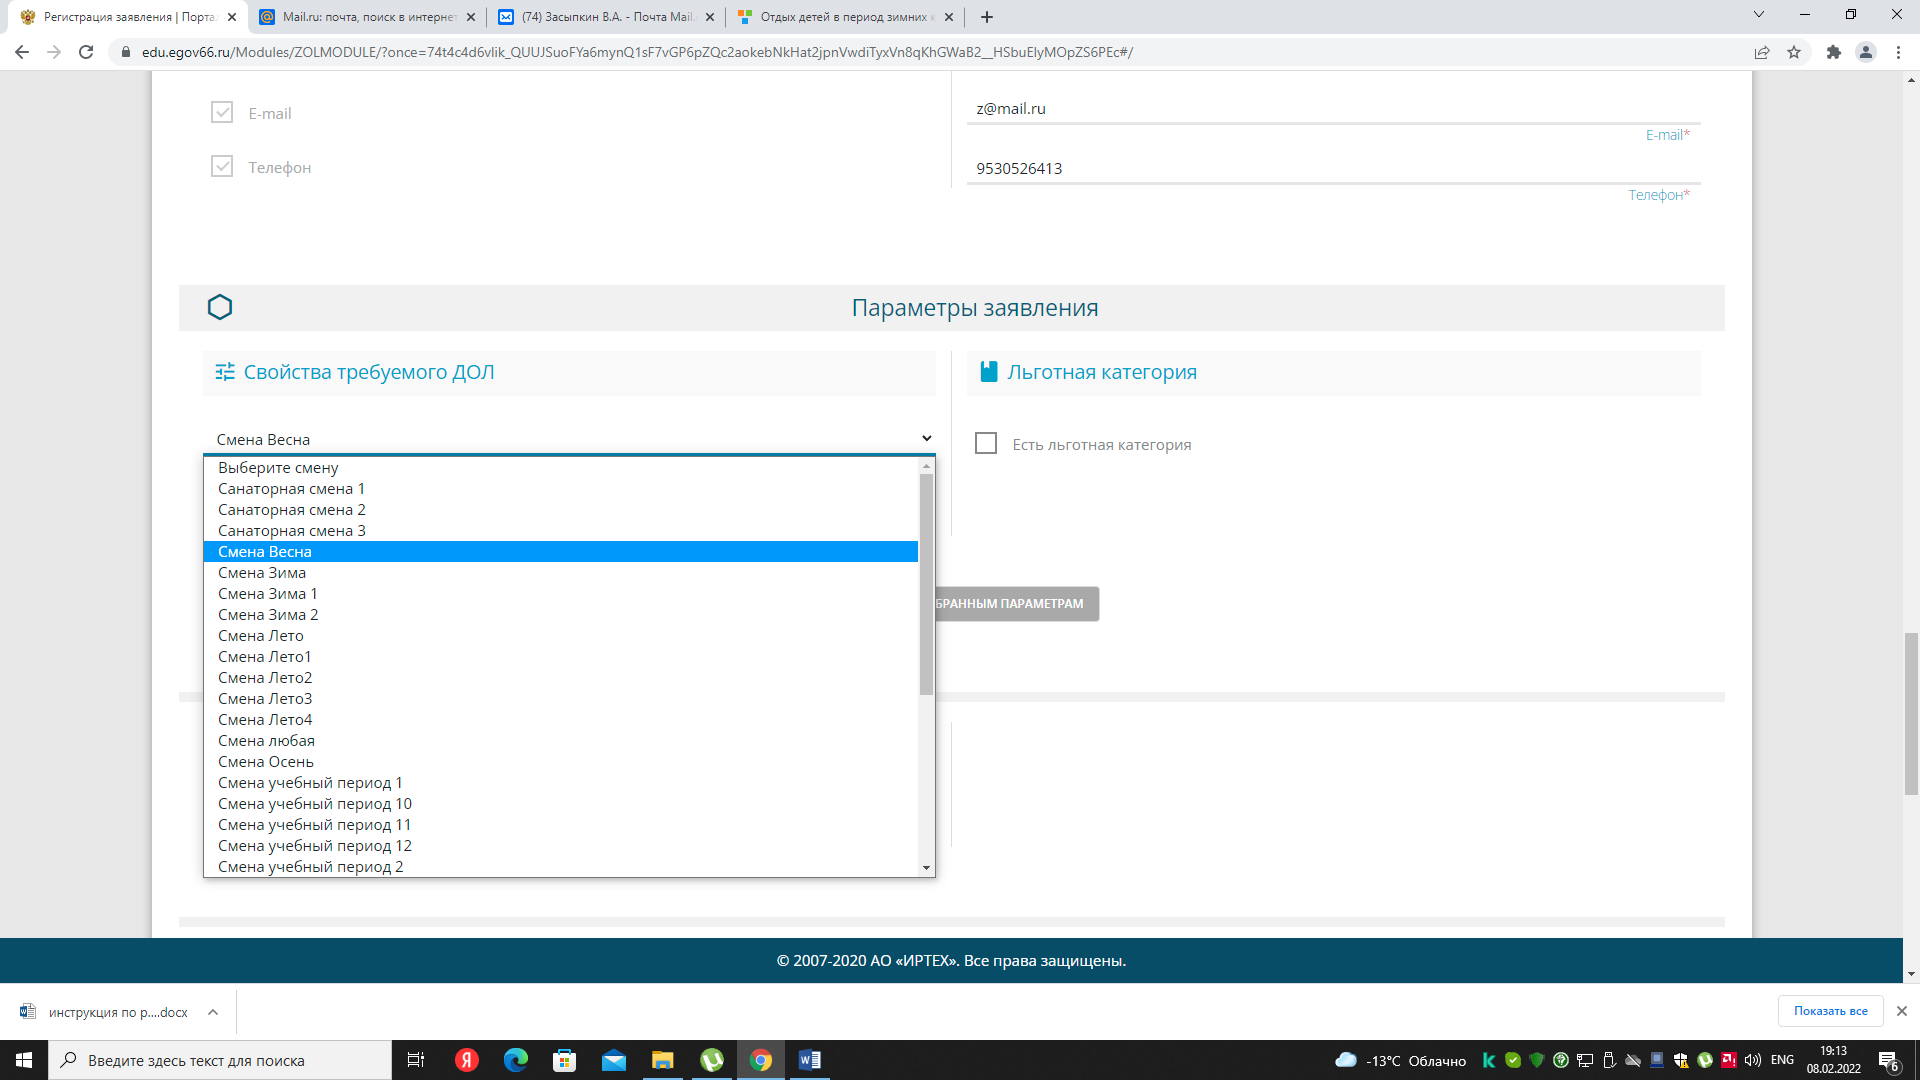 Регистрация заявления | Порта
Mail.ru: почта, поиск в интернет
(74) Засыпкин В.А. - Почта Mail.
Отдых детей в период зимних к
edu.egov66.ru/Modules/ZOLMODULE/?once=74t4c4d6vlik_QUUJSuoFYa6mynQ1sF7vGP6pZQc2aokebNkHat2jpnVwdiTyxVn8qKhGWaB2__HSbuElyMOpZS6PEc#/
E-mail
z@mail.ru
E-mail*
Телефон
9530526413
Телефон*
Параметры заявления
Свойства требуемого ДОЛ
Льготная категория
Смена Весна
Есть льготная категория
Выберите смену
Санаторная смена 1
Санаторная смена 2
Санаторная смена 3
Смена Весна
Смена Зима
Смена Зима 1
Смена Зима 2
БРАННЫМ ПАРАМЕТРАМ
Смена Лето
Смена Лето1
Смена Лето2
Смена Лето3
Смена Лето4
Смена любая
Смена Осень
Смена учебный период 1
Смена учебный период 10
Смена учебный период 11
Смена учебный период 12
Смена учебный период 2
© 2007-2020 АО «ИРТЕХ». Все права защищены.
инструкция по р....docx
Показать все
Введите здесь текст для поиска
-13°C Облачно
ENG
19:13
08.02.2022
6